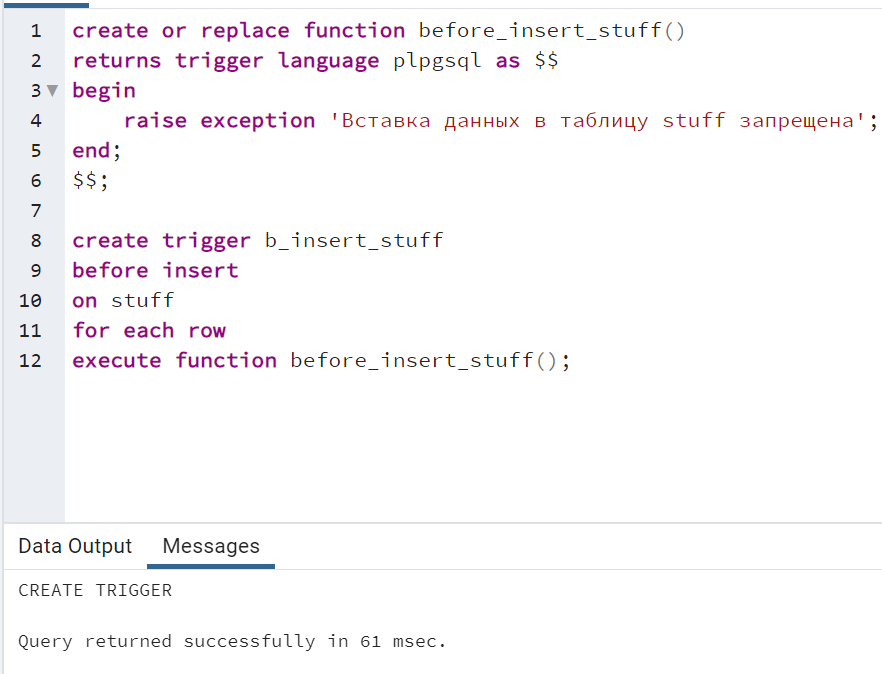 1 create or replace function before_insert_stuff()
2 returns trigger language plpgsql as $$
3 begin
4     raise exception 'Вставка данных в таблицу stuff запрещена';
5 end;
6 $$;
7
8 create trigger b_insert_stuff
9 before insert
10 on stuff
11 for each row
12 execute function before_insert_stuff();
Data Output Messages
CREATE TRIGGER
Query returned successfully in 61 msec.